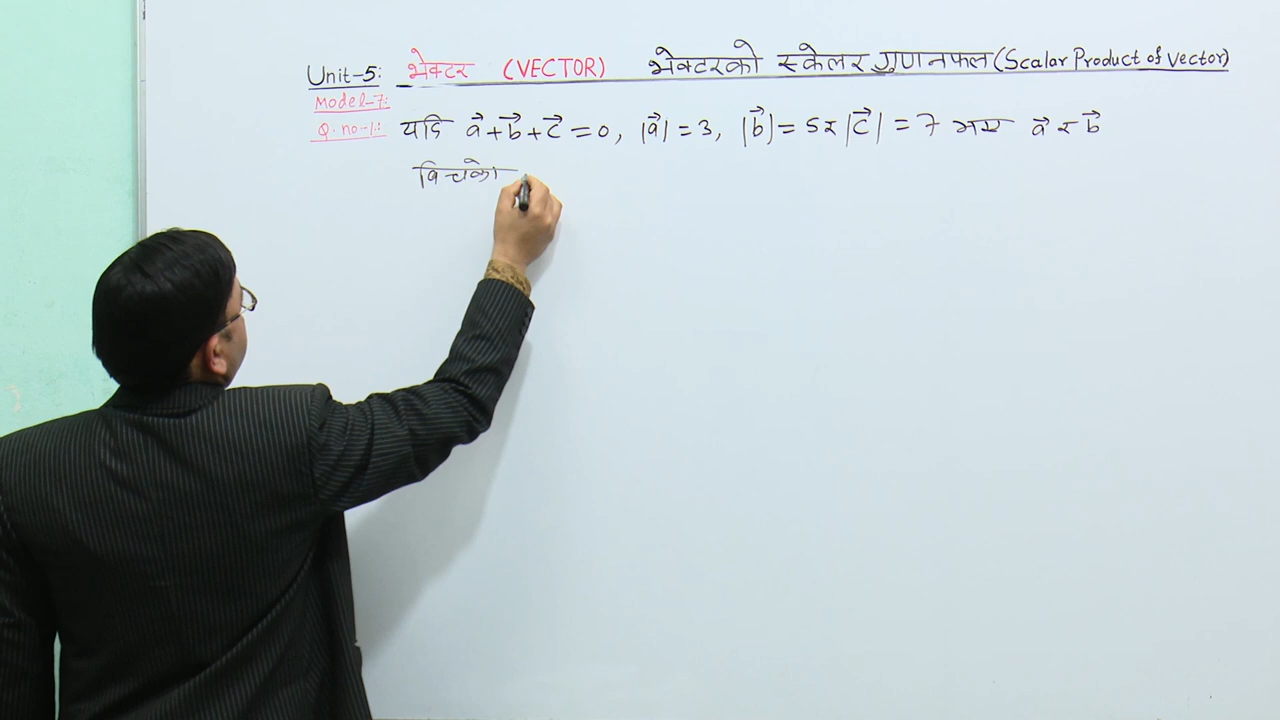 Unit-5: भेक्टर (VECTOR) भेक्टरको स्केलर गुणनफल (Scalar Product of vector)
Model-7:
Q.no-1: यदि a⃗+b⃗+c⃗=0, |a⃗|=3, |b⃗|=5 र |c⃗|=7 भए a⃗ र b⃗
बिचको